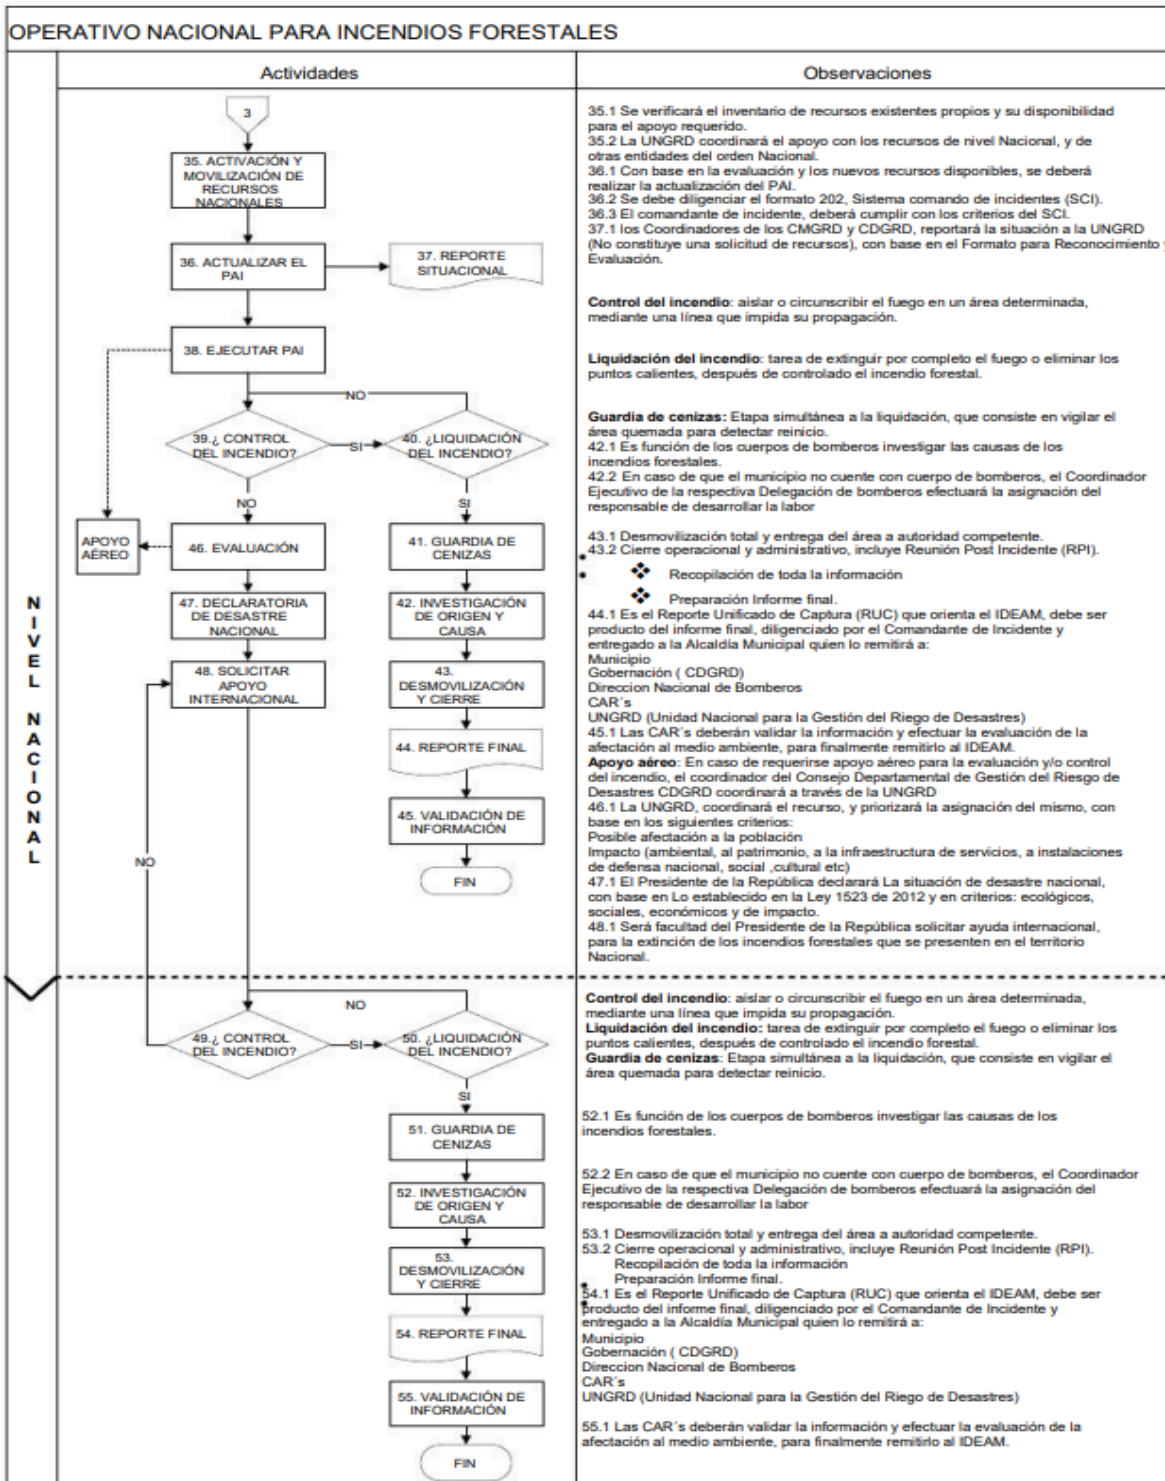 OPERATIVO NACIONAL PARA INCENDIOS FORESTALES
Actividades
Observaciones
NIVEL NACIONAL
3
35. ACTIVACIÓN Y
MOVILIZACIÓN DE
RECURSOS
NACIONALES
36. ACTUALIZAR EL
PAI
37. REPORTE
SITUACIONAL
38. EJECUTAR PAI
NO
39.¿ CONTROL
DEL INCENDIO?
SI
40. ¿LIQUIDACIÓN
DEL INCENDIO?
NO
SI
APOYO
AÉREO
46. EVALUACIÓN
41. GUARDIA DE
CENIZAS
47. DECLARATORIA
DE DESASTRE
NACIONAL
42. INVESTIGACIÓN
DE ORIGEN Y
CAUSA
48. SOLICITAR
APOYO
INTERNACIONAL
43.
DESMOVILIZACIÓN
Y CIERRE
44. REPORTE FINAL
45. VALIDACIÓN DE
INFORMACIÓN
NO
FIN
NO
49.¿ CONTROL
DEL INCENDIO?
SI
50. ¿LIQUIDACIÓN
DEL INCENDIO?
SI
51. GUARDIA DE
CENIZAS
52. INVESTIGACIÓN
DE ORIGEN Y
CAUSA
53.
DESMOVILIZACIÓN
Y CIERRE
54. REPORTE FINAL
55. VALIDACIÓN DE
INFORMACIÓN
FIN
35.1 Se verificará el inventario de recursos existentes propios y su disponibilidad
para el apoyo requerido.
35.2 La UNGRD coordinará el apoyo con los recursos de nivel Nacional, y de
otras entidades del orden Nacional.
36.1 Con base en la evaluación y los nuevos recursos disponibles, se deberá
realizar la actualización del PAI.
36.2 Se debe diligenciar el formato 202, Sistema comando de incidentes (SCI).
36.3 El comandante de incidente, deberá cumplir con los criterios del SCI.
37.1 los Coordinadores de los CMGRD y CDGRD, reportará la situación a la UNGRD
(No constituye una solicitud de recursos), con base en el Formato para Reconocimiento y
Evaluación.
Control del incendio: aislar o circunscribir el fuego en un área determinada,
mediante una línea que impida su propagación.
Liquidación del incendio: tarea de extinguir por completo el fuego o eliminar los
puntos calientes, después de controlado el incendio forestal.
Guardia de cenizas: Etapa simultánea a la liquidación, que consiste en vigilar el
área quemada para detectar reinicio.
42.1 Es función de los cuerpos de bomberos investigar las causas de los
incendios forestales.
42.2 En caso de que el municipio no cuente con cuerpo de bomberos, el Coordinador
Ejecutivo de la respectiva Delegación de bomberos efectuará la asignación del
responsable de desarrollar la labor
43.1 Desmovilización total y entrega del área a autoridad competente.
43.2 Cierre operacional y administrativo, incluye Reunión Post Incidente (RPI).
❖ Recopilación de toda la información
❖ Preparación Informe final.
44.1 Es el Reporte Unificado de Captura (RUC) que orienta el IDEAM, debe ser
producto del informe final, diligenciado por el Comandante de Incidente y
entregado a la Alcaldía Municipal quien lo remitirá a:
Municipio
Gobernación ( CDGRD)
Direccion Nacional de Bomberos
CAR´s
UNGRD (Unidad Nacional para la Gestión del Riego de Desastres)
45.1 Las CAR´s deberán validar la información y efectuar la evaluación de la
afectación al medio ambiente, para finalmente remitirlo al IDEAM.
Apoyo aéreo: En caso de requerirse apoyo aéreo para la evaluación y/o control
del incendio, el coordinador del Consejo Departamental de Gestión del Riesgo de
Desastres CDGRD coordinará a través de la UNGRD
46.1 La UNGRD, coordinará el recurso, y priorizará la asignación del mismo, con
base en los siguientes criterios:
Posible afectación a la población
Impacto (ambiental, al patrimonio, a la infraestructura de servicios, a instalaciones
de defensa nacional, social ,cultural etc)
47.1 El Presidente de la República declarará La situación de desastre nacional,
con base en Lo establecido en la Ley 1523 de 2012 y en criterios: ecológicos,
sociales, económicos y de impacto.
48.1 Será facultad del Presidente de la República solicitar ayuda internacional,
para la extinción de los incendios forestales que se presenten en el territorio
Nacional.
Control del incendio: aislar o circunscribir el fuego en un área determinada,
mediante una línea que impida su propagación.
Liquidación del incendio: tarea de extinguir por completo el fuego o eliminar los
puntos calientes, después de controlado el incendio forestal.
Guardia de cenizas: Etapa simultánea a la liquidación, que consiste en vigilar el
área quemada para detectar reinicio.
52.1 Es función de los cuerpos de bomberos investigar las causas de los
incendios forestales.
52.2 En caso de que el municipio no cuente con cuerpo de bomberos, el Coordinador
Ejecutivo de la respectiva Delegación de bomberos efectuará la asignación del
responsable de desarrollar la labor
53.1 Desmovilización total y entrega del área a autoridad competente.
53.2 Cierre operacional y administrativo, incluye Reunión Post Incidente (RPI).
Recopilación de toda la información
Preparación Informe final.
54.1 Es el Reporte Unificado de Captura (RUC) que orienta el IDEAM, debe ser
producto del informe final, diligenciado por el Comandante de Incidente y
entregado a la Alcaldía Municipal quien lo remitirá a:
Municipio
Gobernación ( CDGRD)
Direccion Nacional de Bomberos
CAR´s
UNGRD (Unidad Nacional para la Gestión del Riego de Desastres)
55.1 Las CAR´s deberán validar la información y efectuar la evaluación de la
afectación al medio ambiente, para finalmente remitirlo al IDEAM.